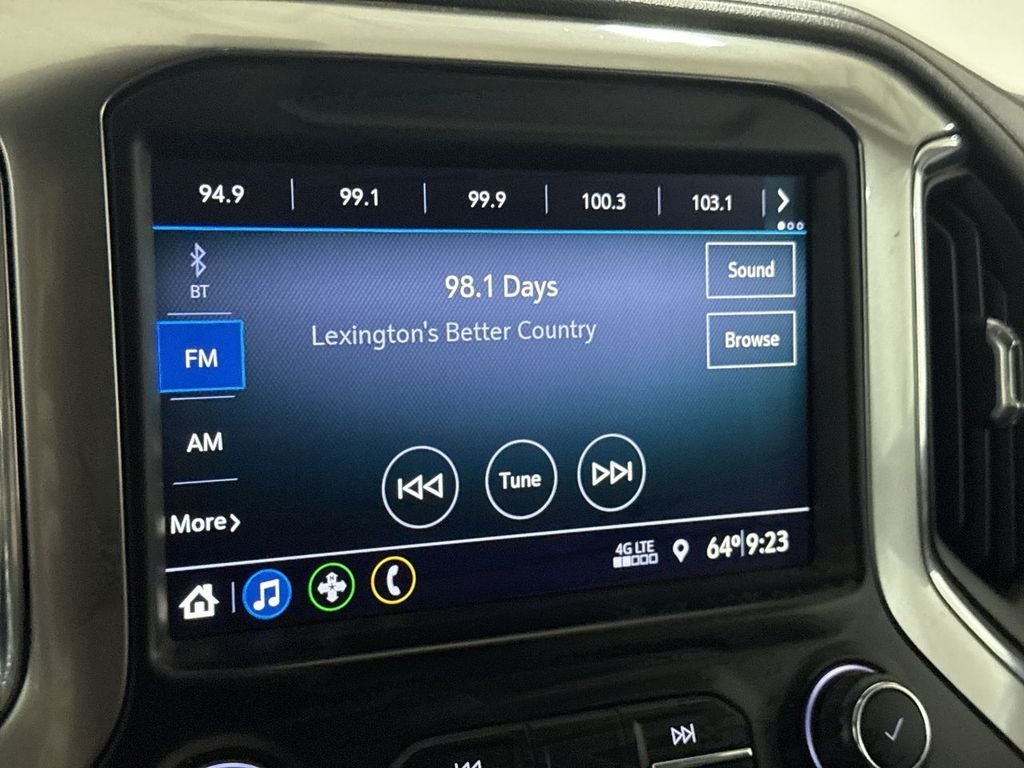 94.9 99.1 99.9 100.3 103.1
BT
98.1 Days
Sound
Lexington's Better Country
FM
Browse
AM
Tune
More
4G LTE
64° 9:23